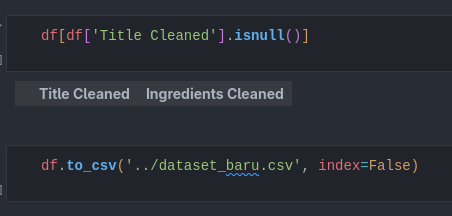 df[df['Title Cleaned'].isnull()]
Title Cleaned Ingredients Cleaned
df.to_csv('../dataset_baru.csv', index=False)